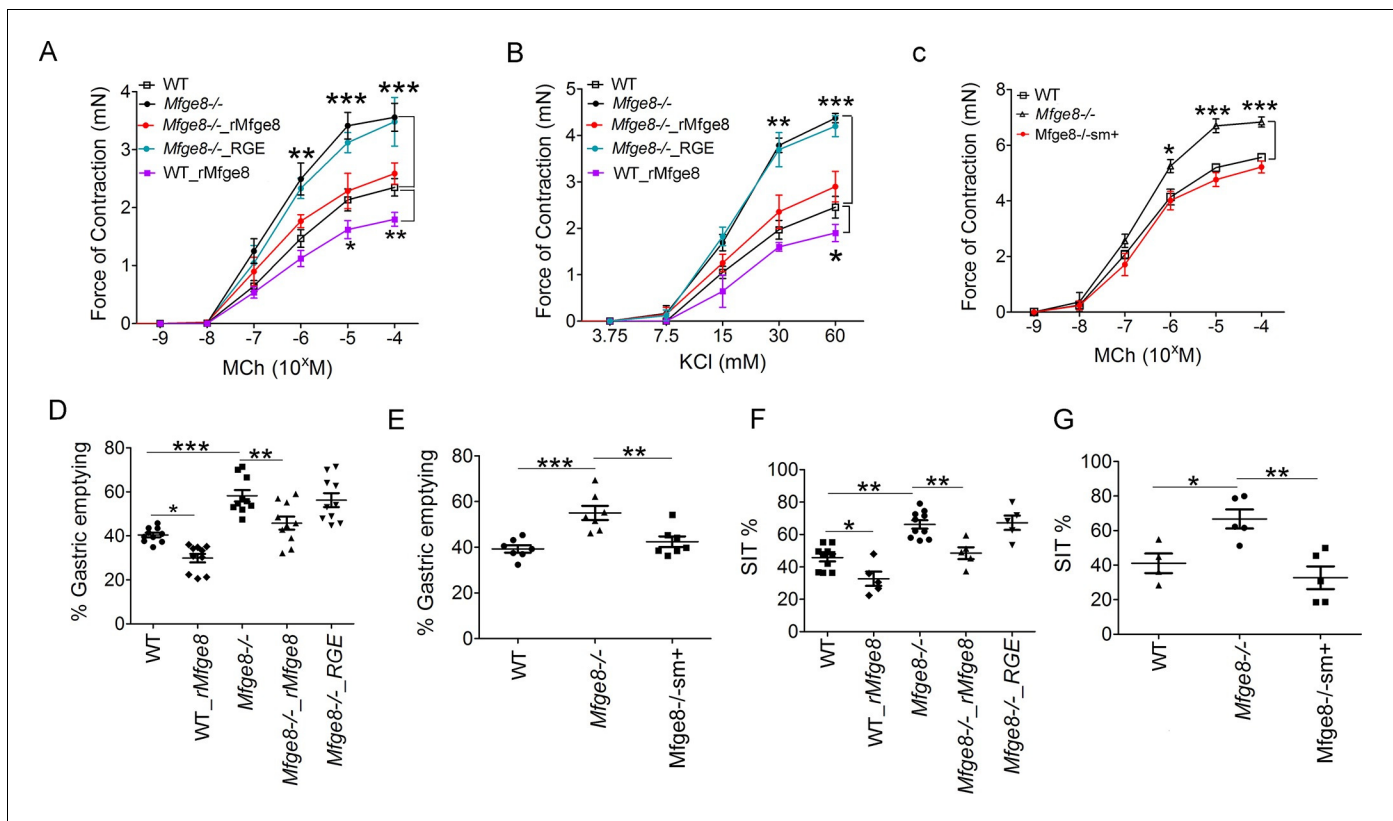 A
WT
Mfge8-/-
Mfge8-/-_rMfge8
Mfge8-/-_RGE
WT_rMfge8
Force of Contraction (mN)
4
3
2
1
0
-9 -8 -7 -6 -5 -4
MCh (10^xM)
** *** ***
* **
B
WT
Mfge8-/-
Mfge8-/-_rMfge8
Mfge8-/-_RGE
WT_rMfge8
Force of Contraction (mN)
5
4
3
2
1
0
3.75 7.5 15 30 60
KCl (mM)
** ***
*
c
WT
Mfge8-/-
Mfge8-/-sm+
Force of Contraction (mN)
8
6
4
2
0
-9 -8 -7 -6 -5 -4
MCh (10^xM)
* *** ***
D
% Gastric emptying
80
60
40
20
0
*** **
*
WT
WT_rMfge8
Mfge8-/-
Mfge8-/-_rMfge8
Mfge8-/-_RGE
E
% Gastric emptying
80
60
40
20
0
*** **
WT
Mfge8-/-
Mfge8-/-sm+
F
SIT %
100
80
60
40
20
0
** **
*
WT
WT_rMfge8
Mfge8-/-
Mfge8-/-_rMfge8
Mfge8-/-_RGE
G
SIT %
100
80
60
40
20
0
* **
WT
Mfge8-/-
Mfge8-/-sm+